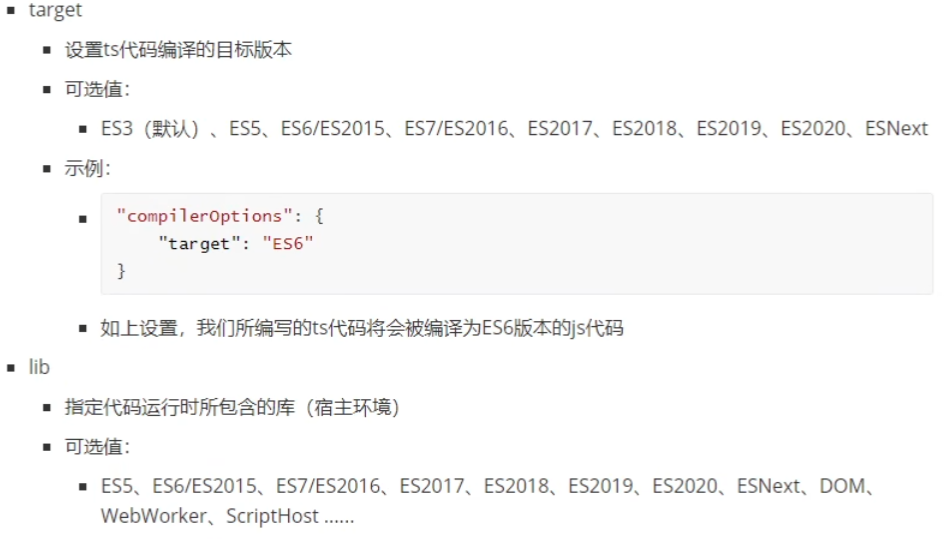 target
设置ts代码编译的目标版本
可选值：
ES3（默认）、ES5、ES6/ES2015、ES7/ES2016、ES2017、ES2018、ES2019、ES2020、ESNext
示例：
"compilerOptions": {
    "target": "ES6"
}
如上设置，我们所编写的ts代码将会被编译为ES6版本的js代码
lib
指定代码运行时所包含的库（宿主环境）
可选值：
ES5、ES6/ES2015、ES7/ES2016、ES2017、ES2018、ES2019、ES2020、ESNext、DOM、
WebWorker、ScriptHost ......